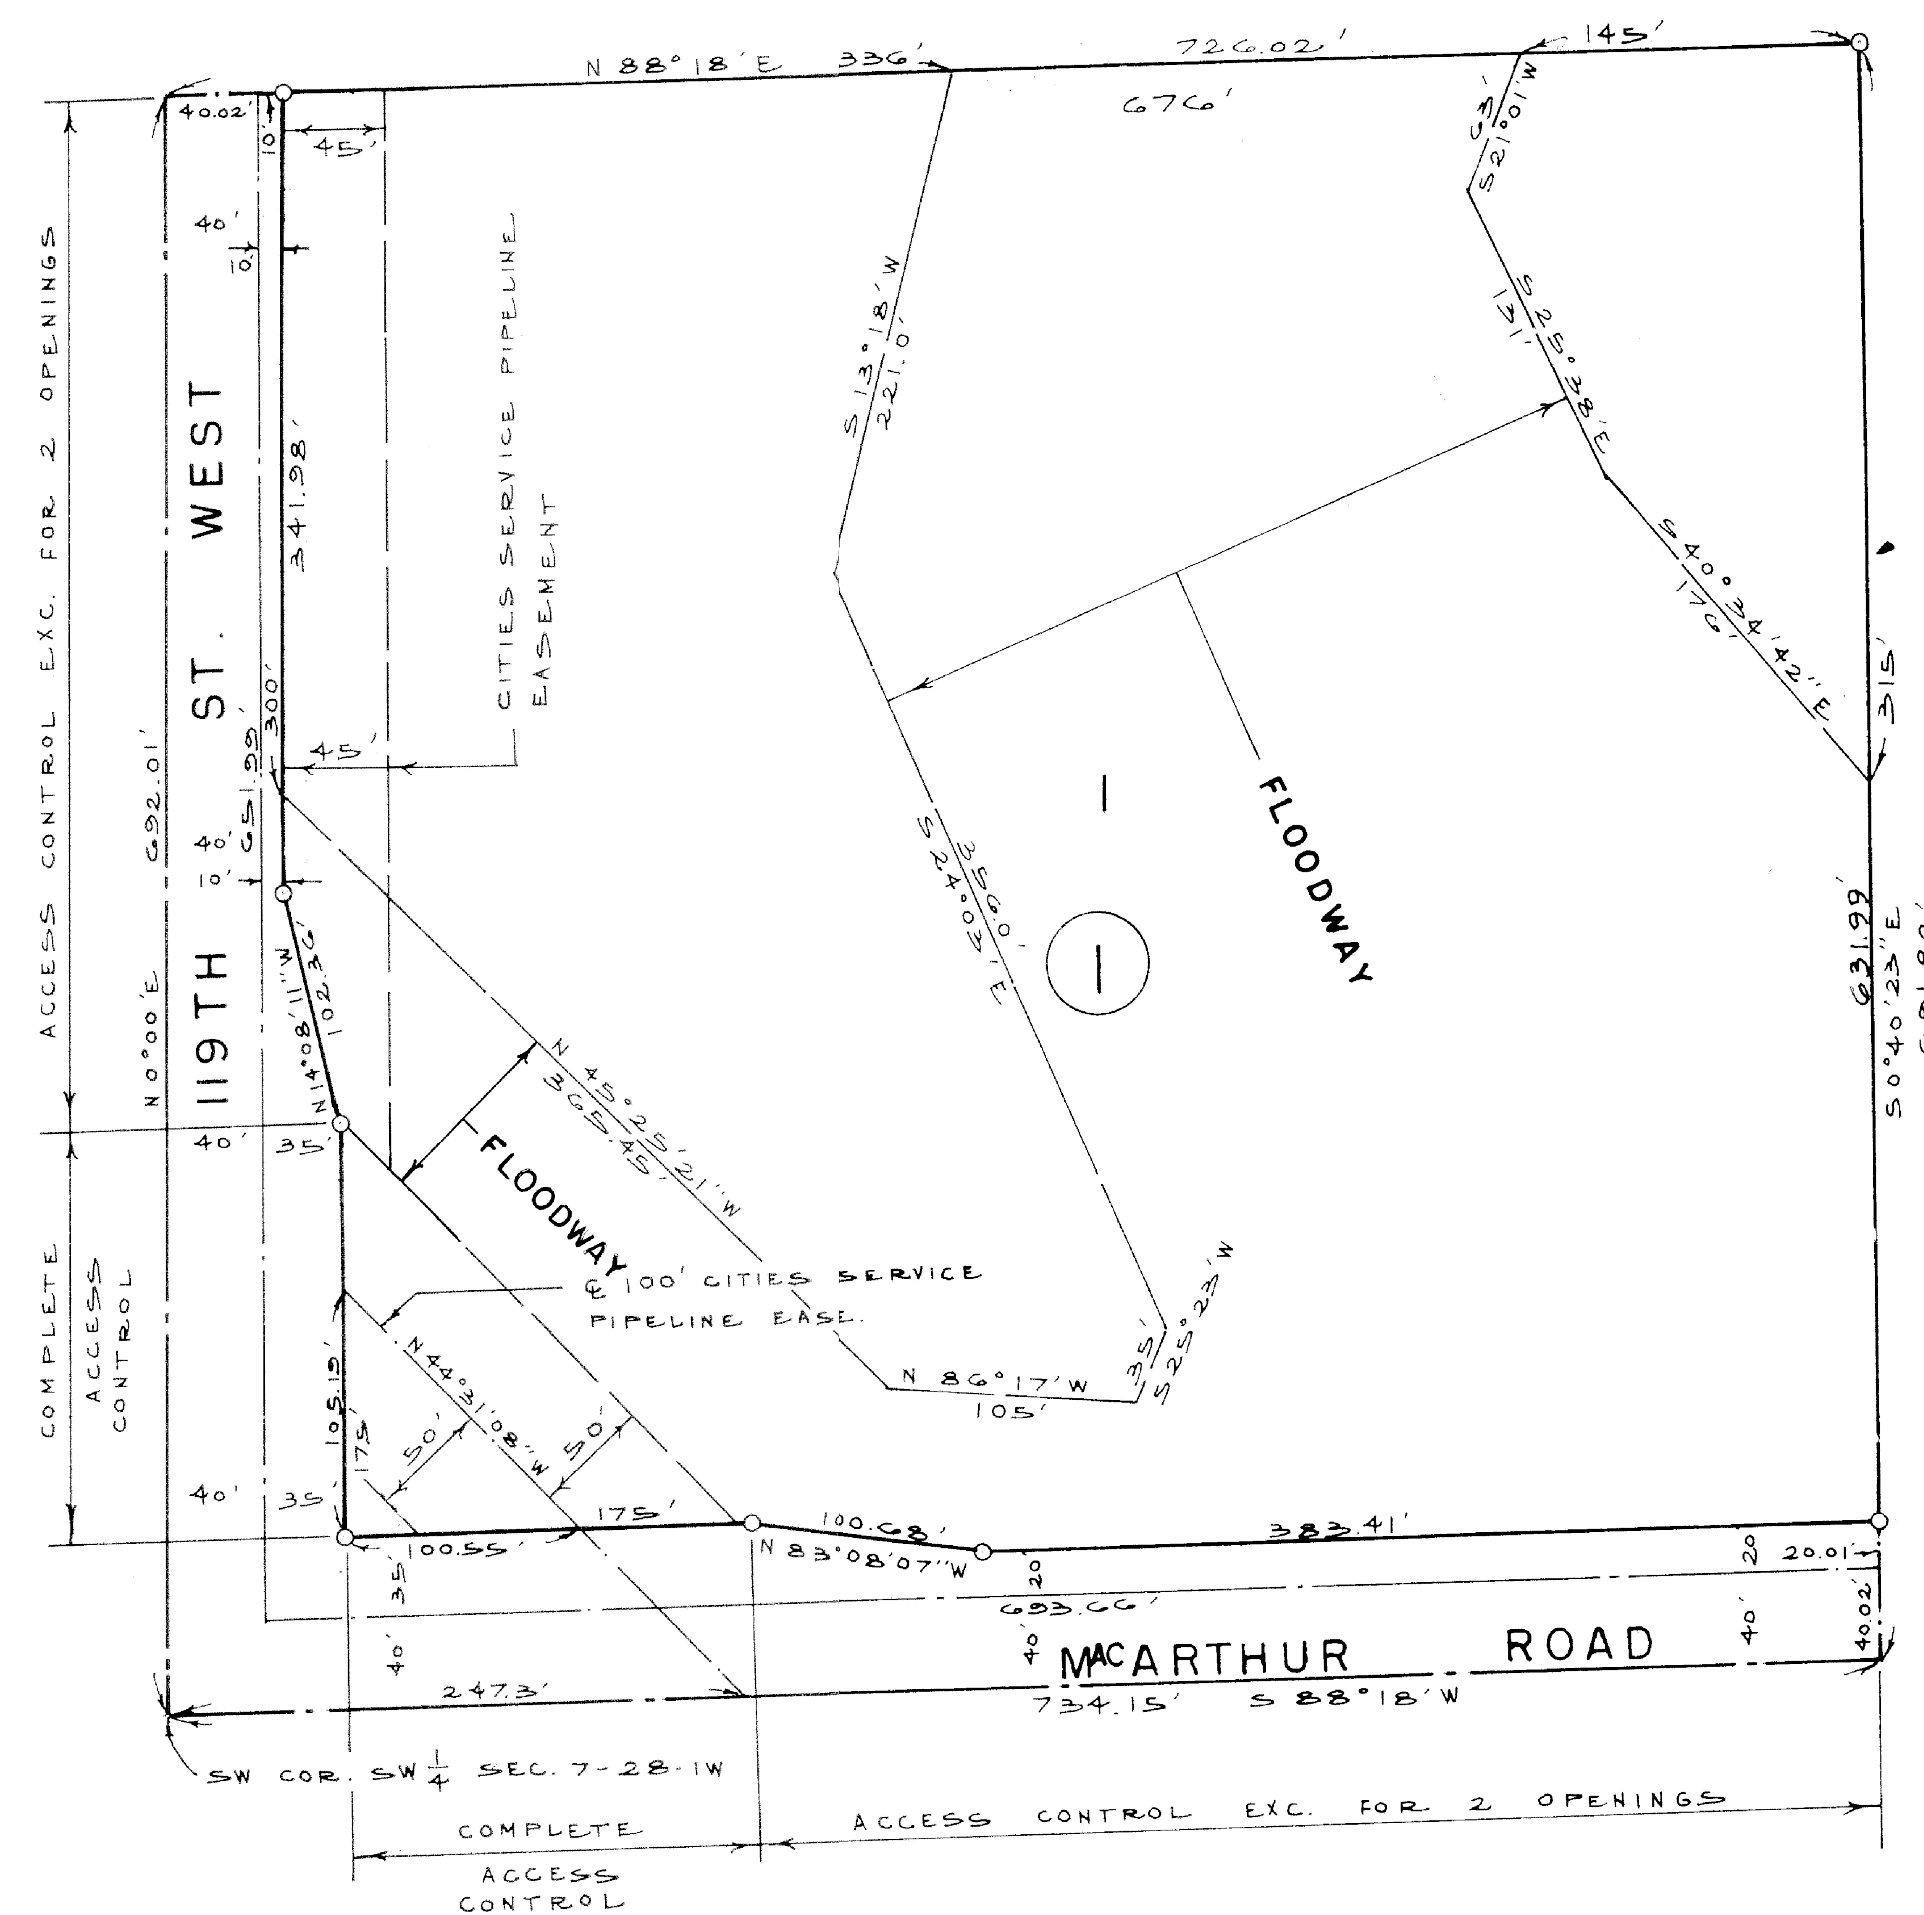 N 88°18'E 336' 726.02' 145'
676'
40.02'
10'
45'
40'
10'
63'
S 21°01'W
S 13°18'W
221.0'
S 25°38'E
131'
S 40°34'42"E
176'
315'
631.99'
S 0°40'23"E
ACCESS CONTROL EXC. FOR 2 OPENINGS
N 0°00'E 692.01'
119TH ST. WEST
341.98'
300'
651.99'
CITIES SERVICE PIPELINE
EASEMENT
45'
40'
10'
N 14°08'11"W
102.36'
40' 35'
FLOODWAY
S 24°03'E
356.0'
1
1
N 45°25'21"W
365.45'
FLOODWAY
℄ 100' CITIES SERVICE
PIPELINE EASE.
N 44°31'08"W
50'
50'
N 86°17'W
105'
35'
S 25°23'W
COMPLETE
ACCESS
CONTROL
105.19'
175'
40' 35'
175'
100.55'
100.68'
N 83°08'07"W
383.41'
20
20
20.01'
35'
40'
693.66'
40'
40'
40.02'
MACARTHUR ROAD
247.3'
734.15' S 88°18'W
SW COR. SW 1/4 SEC. 7-28-1W
COMPLETE
ACCESS
CONTROL
ACCESS CONTROL EXC. FOR 2 OPENINGS